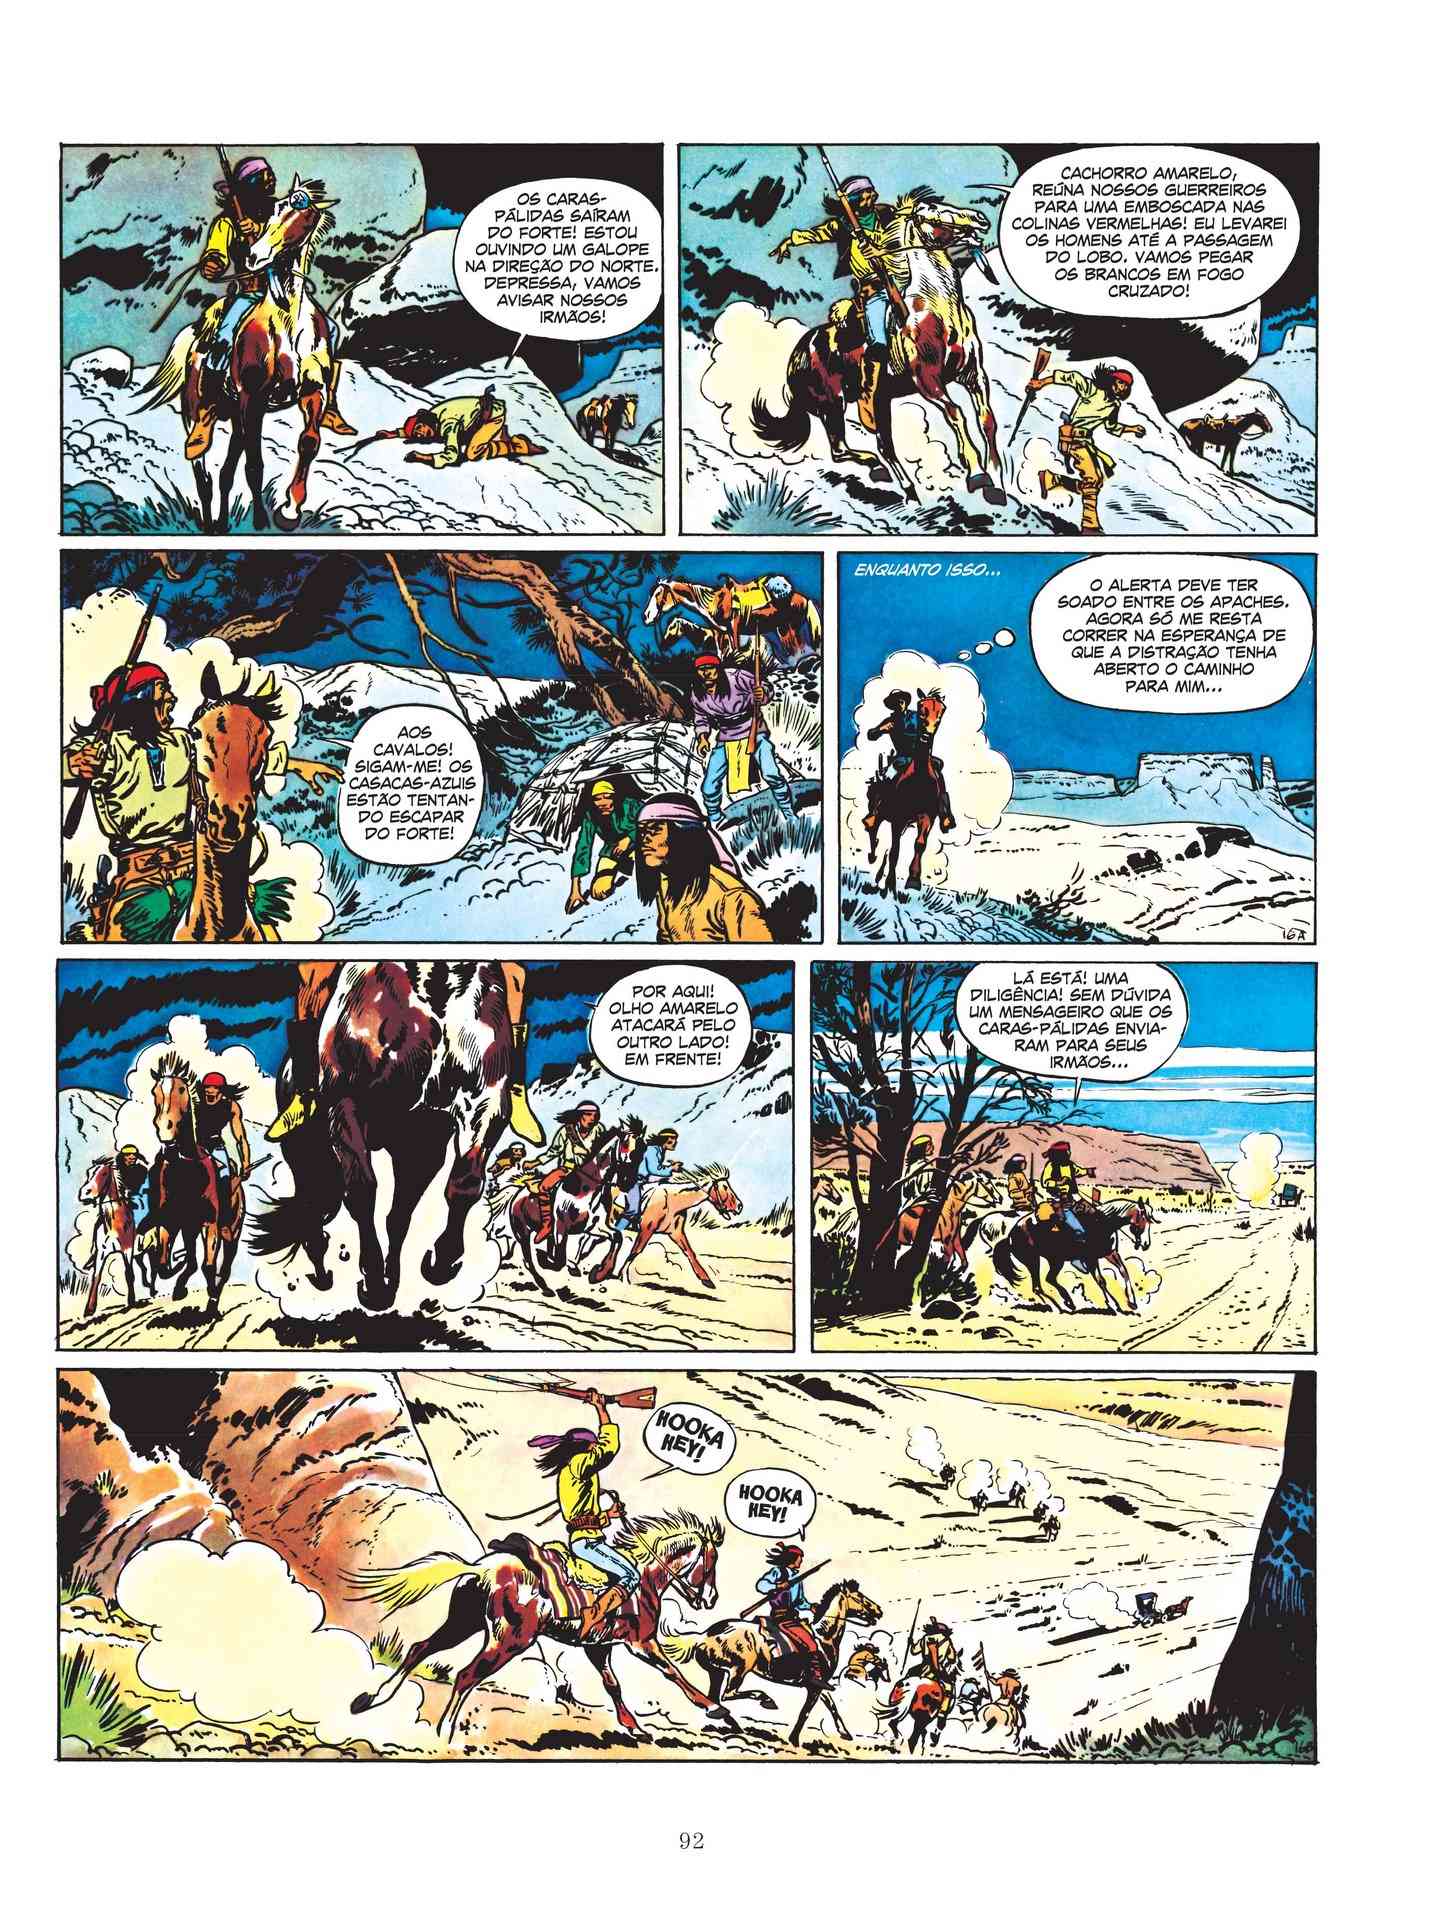 OS CARAS-
PÁLIDAS SAÍRAM
DO FORTE! ESTOU
OUVINDO UM GALOPE
NA DIREÇÃO DO NORTE.
DEPRESSA, VAMOS
AVISAR NOSSOS
IRMÃOS!
CACHORRO AMARELO,
REÚNA NOSSOS GUERREIROS
PARA UMA EMBOSCADA NAS
COLINAS VERMELHAS! EU LEVAREI
OS HOMENS ATÉ A PASSAGEM
DO LOBO. VAMOS PEGAR
OS BRANCOS EM FOGO
CRUZADO!
AOS
CAVALOS!
SIGAM-ME! OS
CASACAS-AZUIS
ESTÃO TENTAN-
DO ESCAPAR
DO FORTE!
ENQUANTO ISSO...
O ALERTA DEVE TER
SOADO ENTRE OS APACHES.
AGORA SÓ ME RESTA
CORRER NA ESPERANÇA DE
QUE A DISTRAÇÃO TENHA
ABERTO O CAMINHO
PARA MIM...
16A
POR AQUI!
OLHO AMARELO
ATACARÁ PELO
OUTRO LADO!
EM FRENTE!
LÁ ESTÁ! UMA
DILIGÊNCIA! SEM DÚVIDA
UM MENSAGEIRO QUE OS
CARAS-PÁLIDAS ENVIA-
RAM PARA SEUS
IRMÃOS...
HOOKA
HEY!
HOOKA
HEY!
16B
92